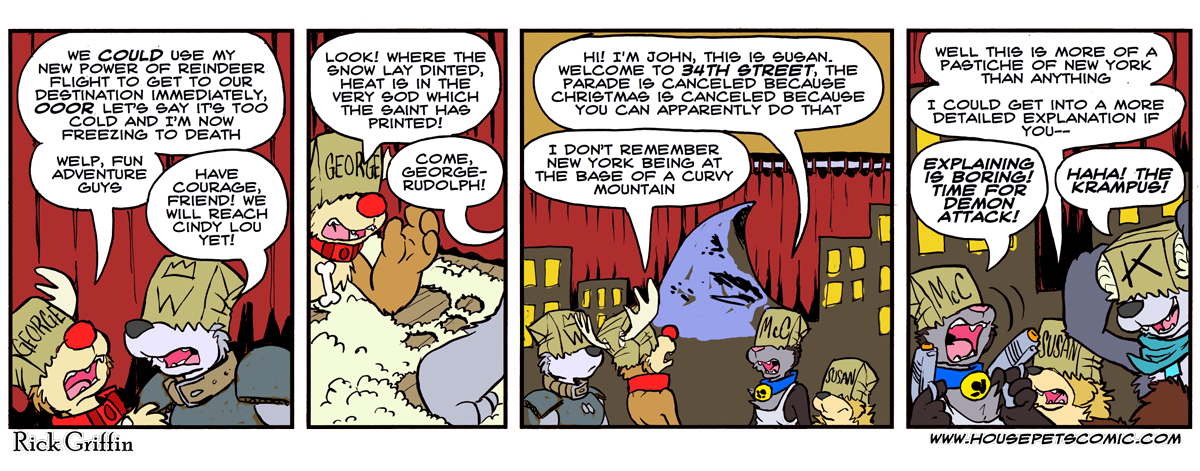 WE COULD USE MY
NEW POWER OF REINDEER
FLIGHT TO GET TO OUR
DESTINATION IMMEDIATELY,
OOOR LET'S SAY IT'S TOO
COLD AND I'M NOW
FREEZING TO DEATH
WELP, FUN
ADVENTURE
GUYS
HAVE
COURAGE,
FRIEND! WE
WILL REACH
CINDY LOU
YET!
GEORGE
W
W
LOOK! WHERE THE
SNOW LAY DINTED,
HEAT IS IN THE
VERY SOD WHICH
THE SAINT HAS
PRINTED!
COME,
GEORGE-
RUDOLPH!
GEORGE
HI! I'M JOHN, THIS IS SUSAN.
WELCOME TO 34TH STREET, THE
PARADE IS CANCELED BECAUSE
CHRISTMAS IS CANCELED BECAUSE
YOU CAN APPARENTLY DO THAT
I DON'T REMEMBER
NEW YORK BEING AT
THE BASE OF A CURVY
MOUNTAIN
W
McC
SUSAN
WELL THIS IS MORE OF A
PASTICHE OF NEW YORK
THAN ANYTHING
I COULD GET INTO A MORE
DETAILED EXPLANATION IF
YOU--
EXPLAINING
IS BORING!
TIME FOR
DEMON
ATTACK!
HAHA! THE
KRAMPUS!
McC
SUSAN
K
Rick Griffin
WWW.HOUSEPETSCOMIC.COM